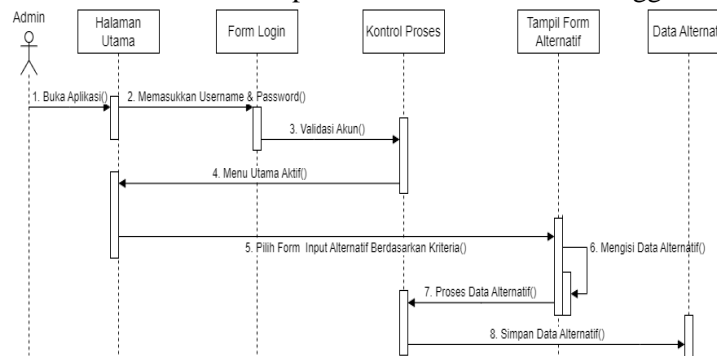 Admin
Halaman
Utama
Form Login
Kontrol Proses
Tampil Form
Alternatif
Data Alternat
1. Buka Aplikasi()
2. Memasukkan Username & Password()
3. Validasi Akun()
4. Menu Utama Aktif()
5. Pilih Form Input Alternatif Berdasarkan Kriteria()
6. Mengisi Data Alternatif()
7. Proses Data Alternatif()
8. Simpan Data Alternatif()